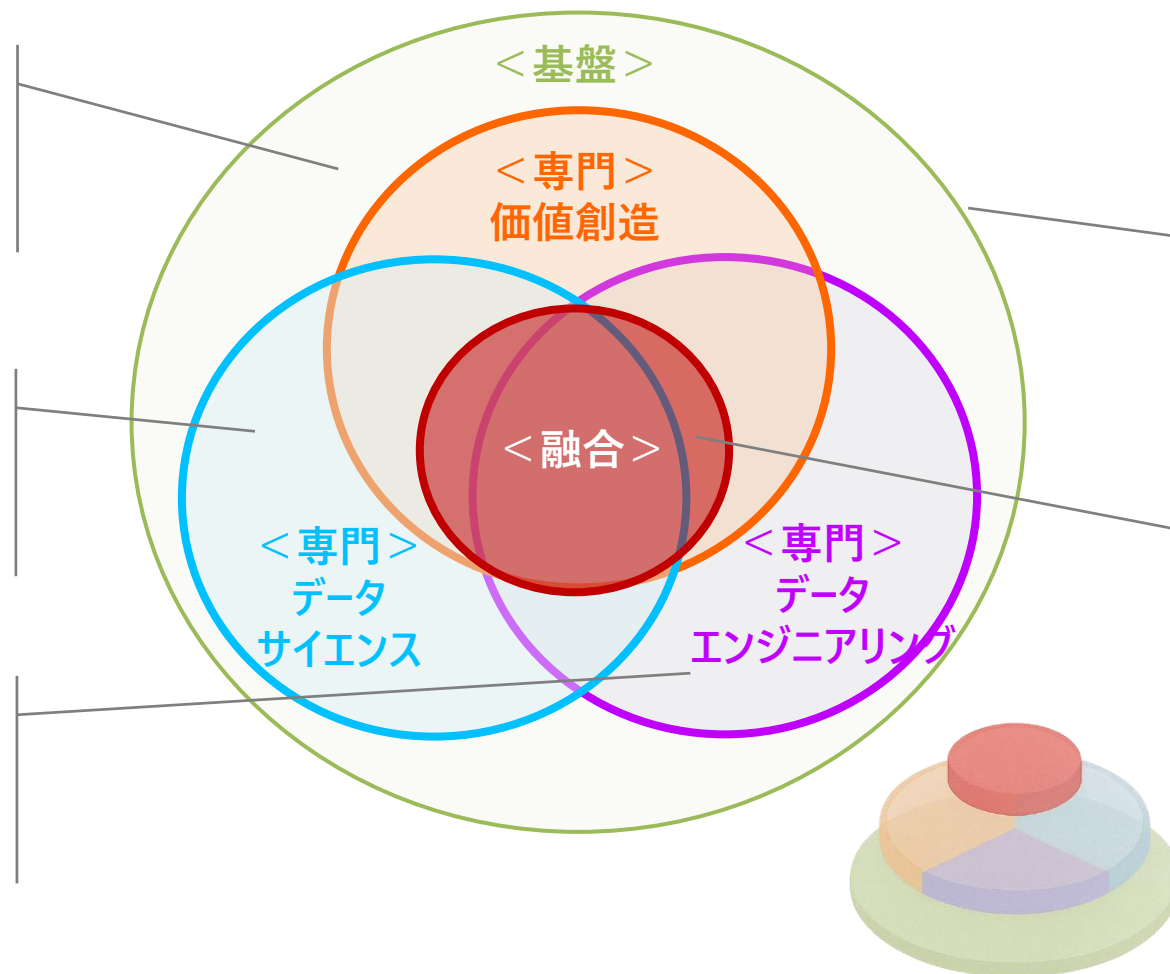 ＜基盤＞
＜専門＞
価値創造
＜融合＞
＜専門＞
データ
サイエンス
＜専門＞
データ
エンジニアリング